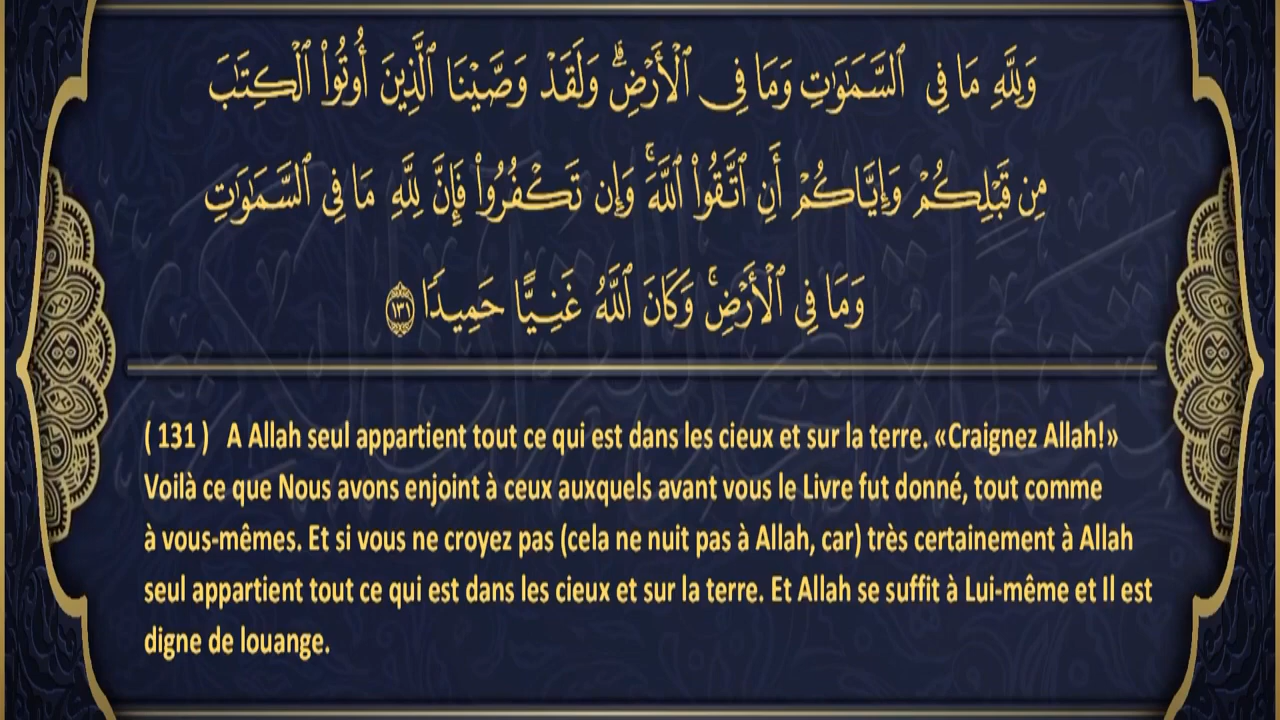 وَلِلَّهِ مَا فِى ٱلسَّمَـٰوَٰتِ وَمَا فِى ٱلْأَرْضِ ۗ وَلَقَدْ وَصَّيْنَا ٱلَّذِينَ أُوتُوا۟ ٱلْكِتَـٰبَ
مِن قَبْلِكُمْ وَإِيَّاكُمْ أَنِ ٱتَّقُوا۟ ٱللَّهَ ۚ وَإِن تَكْفُرُوا۟ فَإِنَّ لِلَّهِ مَا فِى ٱلسَّمَـٰوَٰتِ
وَمَا فِى ٱلْأَرْضِ ۚ وَكَانَ ٱللَّهُ غَنِيًّا حَمِيدًا ١٣١
( 131 ) A Allah seul appartient tout ce qui est dans les cieux et sur la terre. «Craignez Allah!»
Voilà ce que Nous avons enjoint à ceux auxquels avant vous le Livre fut donné, tout comme
à vous-mêmes. Et si vous ne croyez pas (cela ne nuit pas à Allah, car) très certainement à Allah
seul appartient tout ce qui est dans les cieux et sur la terre. Et Allah se suffit à Lui-même et Il est
digne de louange.